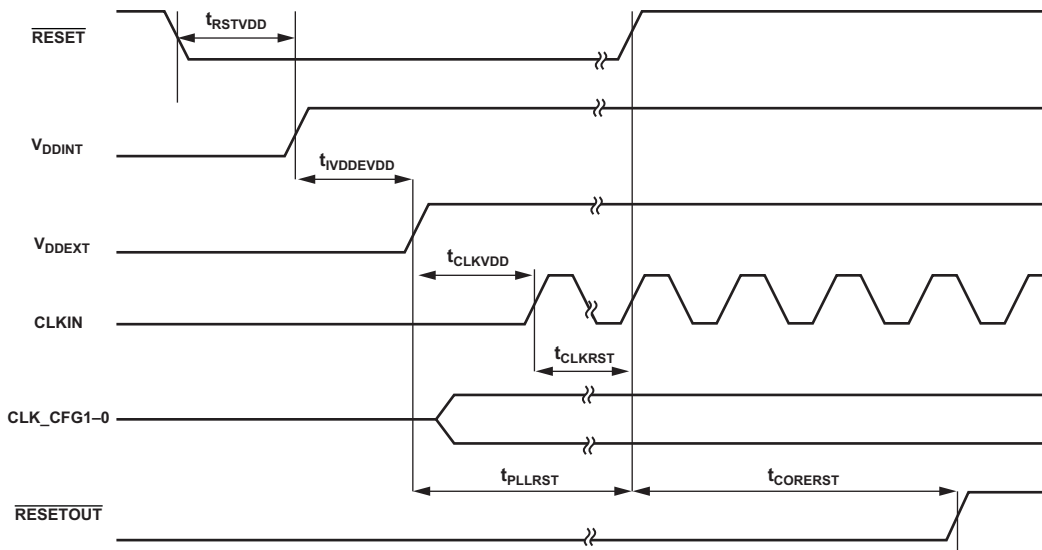 RESET
tRSTVDD
VDDINT
tIVDDEVDD
VDDEXT
tCLKVDD
CLKIN
tCLKRST
CLK_CFG1–0
tPLLRST
tCORERST
RESETOUT